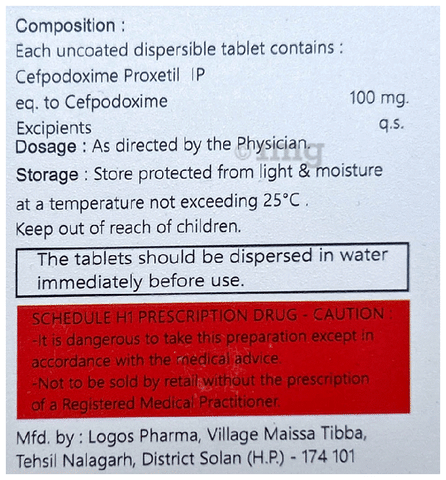 Composition :
Each uncoated dispersible tablet contains :
Cefpodoxime Proxetil IP
eq. to Cefpodoxime 100 mg.
Excipients q.s.
Dosage : As directed by the Physician.
Storage : Store protected from light & moisture
at a temperature not exceeding 25°C .
Keep out of reach of children.
The tablets should be dispersed in water
immediately before use.
SCHEDULE H1 PRESCRIPTION DRUG - CAUTION :
-It is dangerous to take this preparation except in
accordance with the medical advice.
-Not to be sold by retail without the prescription
of a Registered Medical Practitioner.
Mfd. by : Logos Pharma, Village Maissa Tibba,
Tehsil Nalagarh, District Solan (H.P.) - 174 101